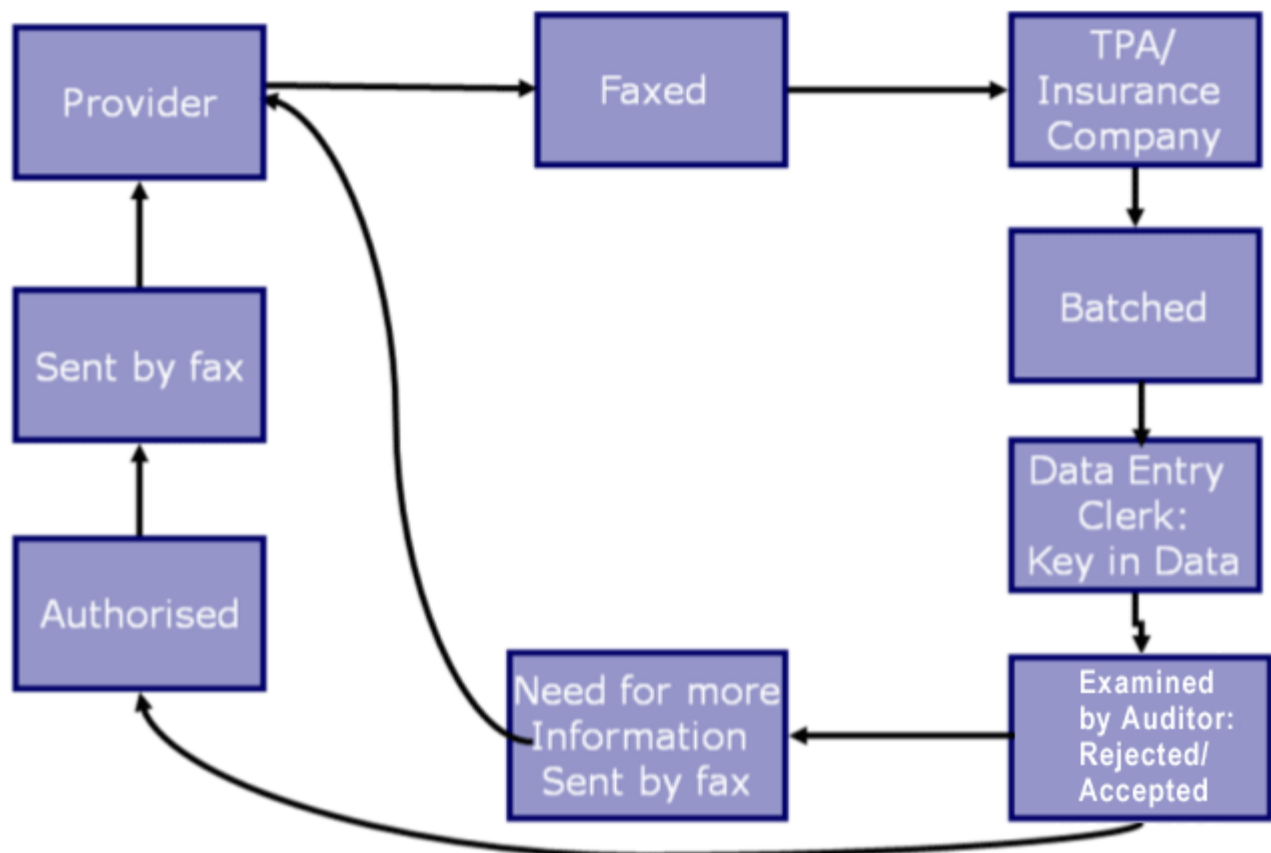 Provider
Faxed
TPA/
Insurance
Company
Batched
Sent by fax
Data Entry
Clerk:
Key in Data
Authorised
Need for more
Information
Sent by fax
Examined
by Auditor:
Rejected/
Accepted